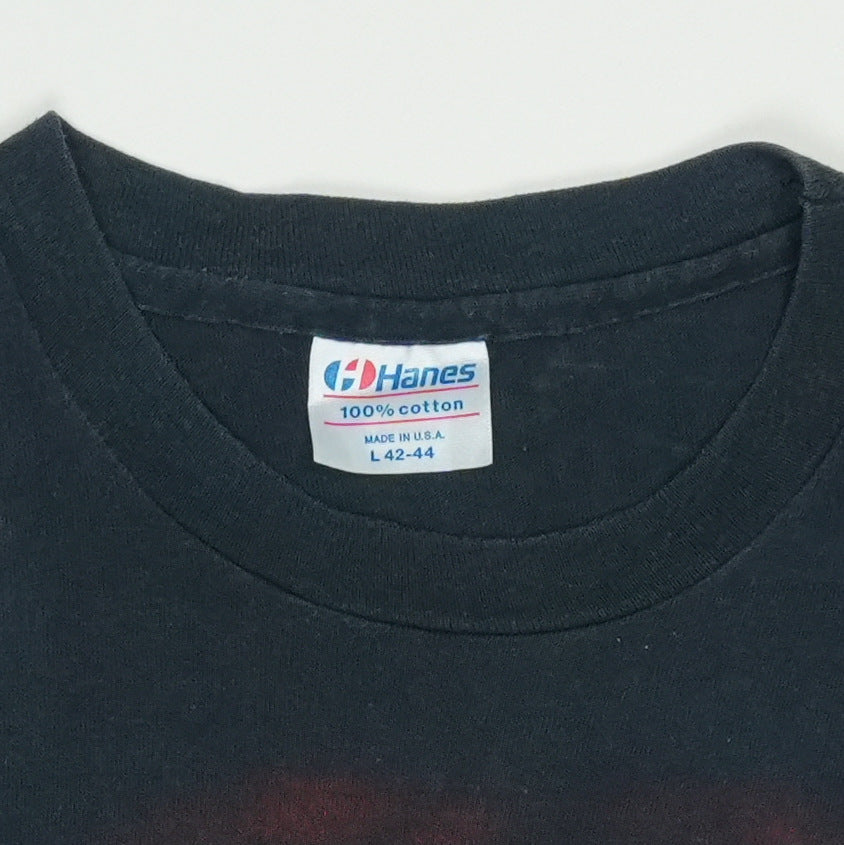 Hanes
100% cotton
MADE IN U.S.A.
L 42-44